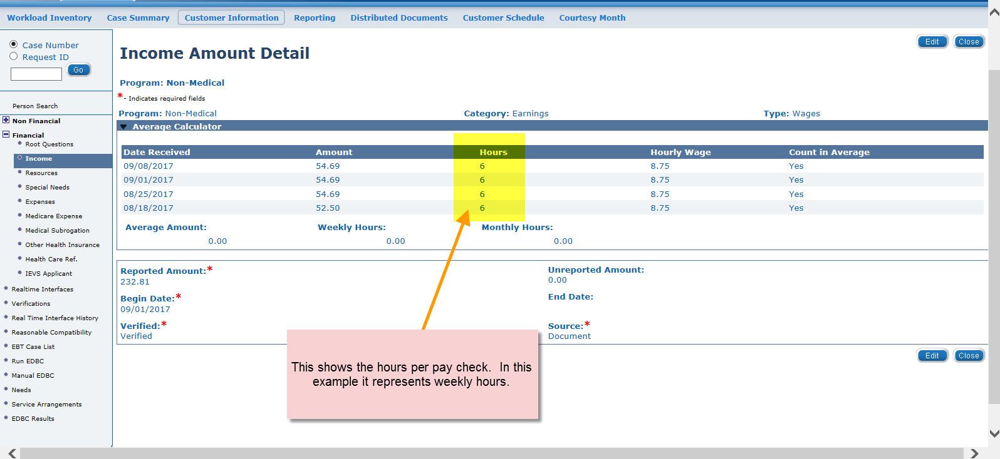 Workload Inventory Case Summary Customer Information Reporting Distributed Documents Customer Schedule Courtesy Month
Case Number
Request ID
Go
Person Search
Non Financial
Financial
Root Questions
Income
Resources
Special Needs
Expenses
Medicare Expense
Medical Subrogation
Other Health Insurance
Health Care Ref.
IEVS Applicant
Realtime Interfaces
Verifications
Real Time Interface History
Reasonable Compatibility
EBT Case List
Run EDBC
Manual EDBC
Needs
Service Arrangements
EDBC Results
Income Amount Detail
Edit Close
Program: Non-Medical
*- Indicates required fields
Program: Non-Medical Category: Earnings Type: Wages
Average Calculator
Date Received Amount Hours Hourly Wage Count in Average
09/08/2017 54.69 6 8.75 Yes
09/01/2017 54.69 6 8.75 Yes
08/25/2017 54.69 6 8.75 Yes
08/18/2017 52.50 6 8.75 Yes
Average Amount: Weekly Hours: Monthly Hours:
0.00 0.00 0.00
Reported Amount:* Unreported Amount:
232.81 0.00
Begin Date:* End Date:
09/01/2017
Verified:* Source:*
Verified Document
Edit Close
This shows the hours per pay check. In this
example it represents weekly hours.